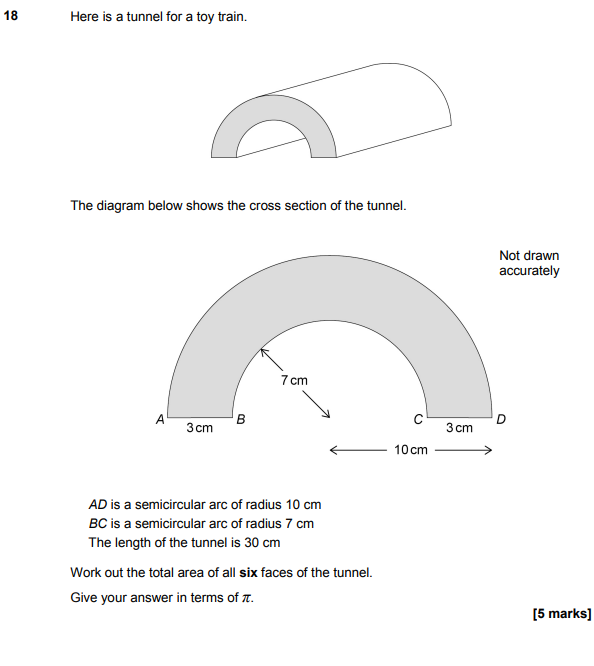 18 Here is a tunnel for a toy train.
The diagram below shows the cross section of the tunnel.
Not drawn
accurately
7 cm
A B C D
3 cm 3 cm
10 cm
AD is a semicircular arc of radius 10 cm
BC is a semicircular arc of radius 7 cm
The length of the tunnel is 30 cm
Work out the total area of all six faces of the tunnel.
Give your answer in terms of π.
[5 marks]